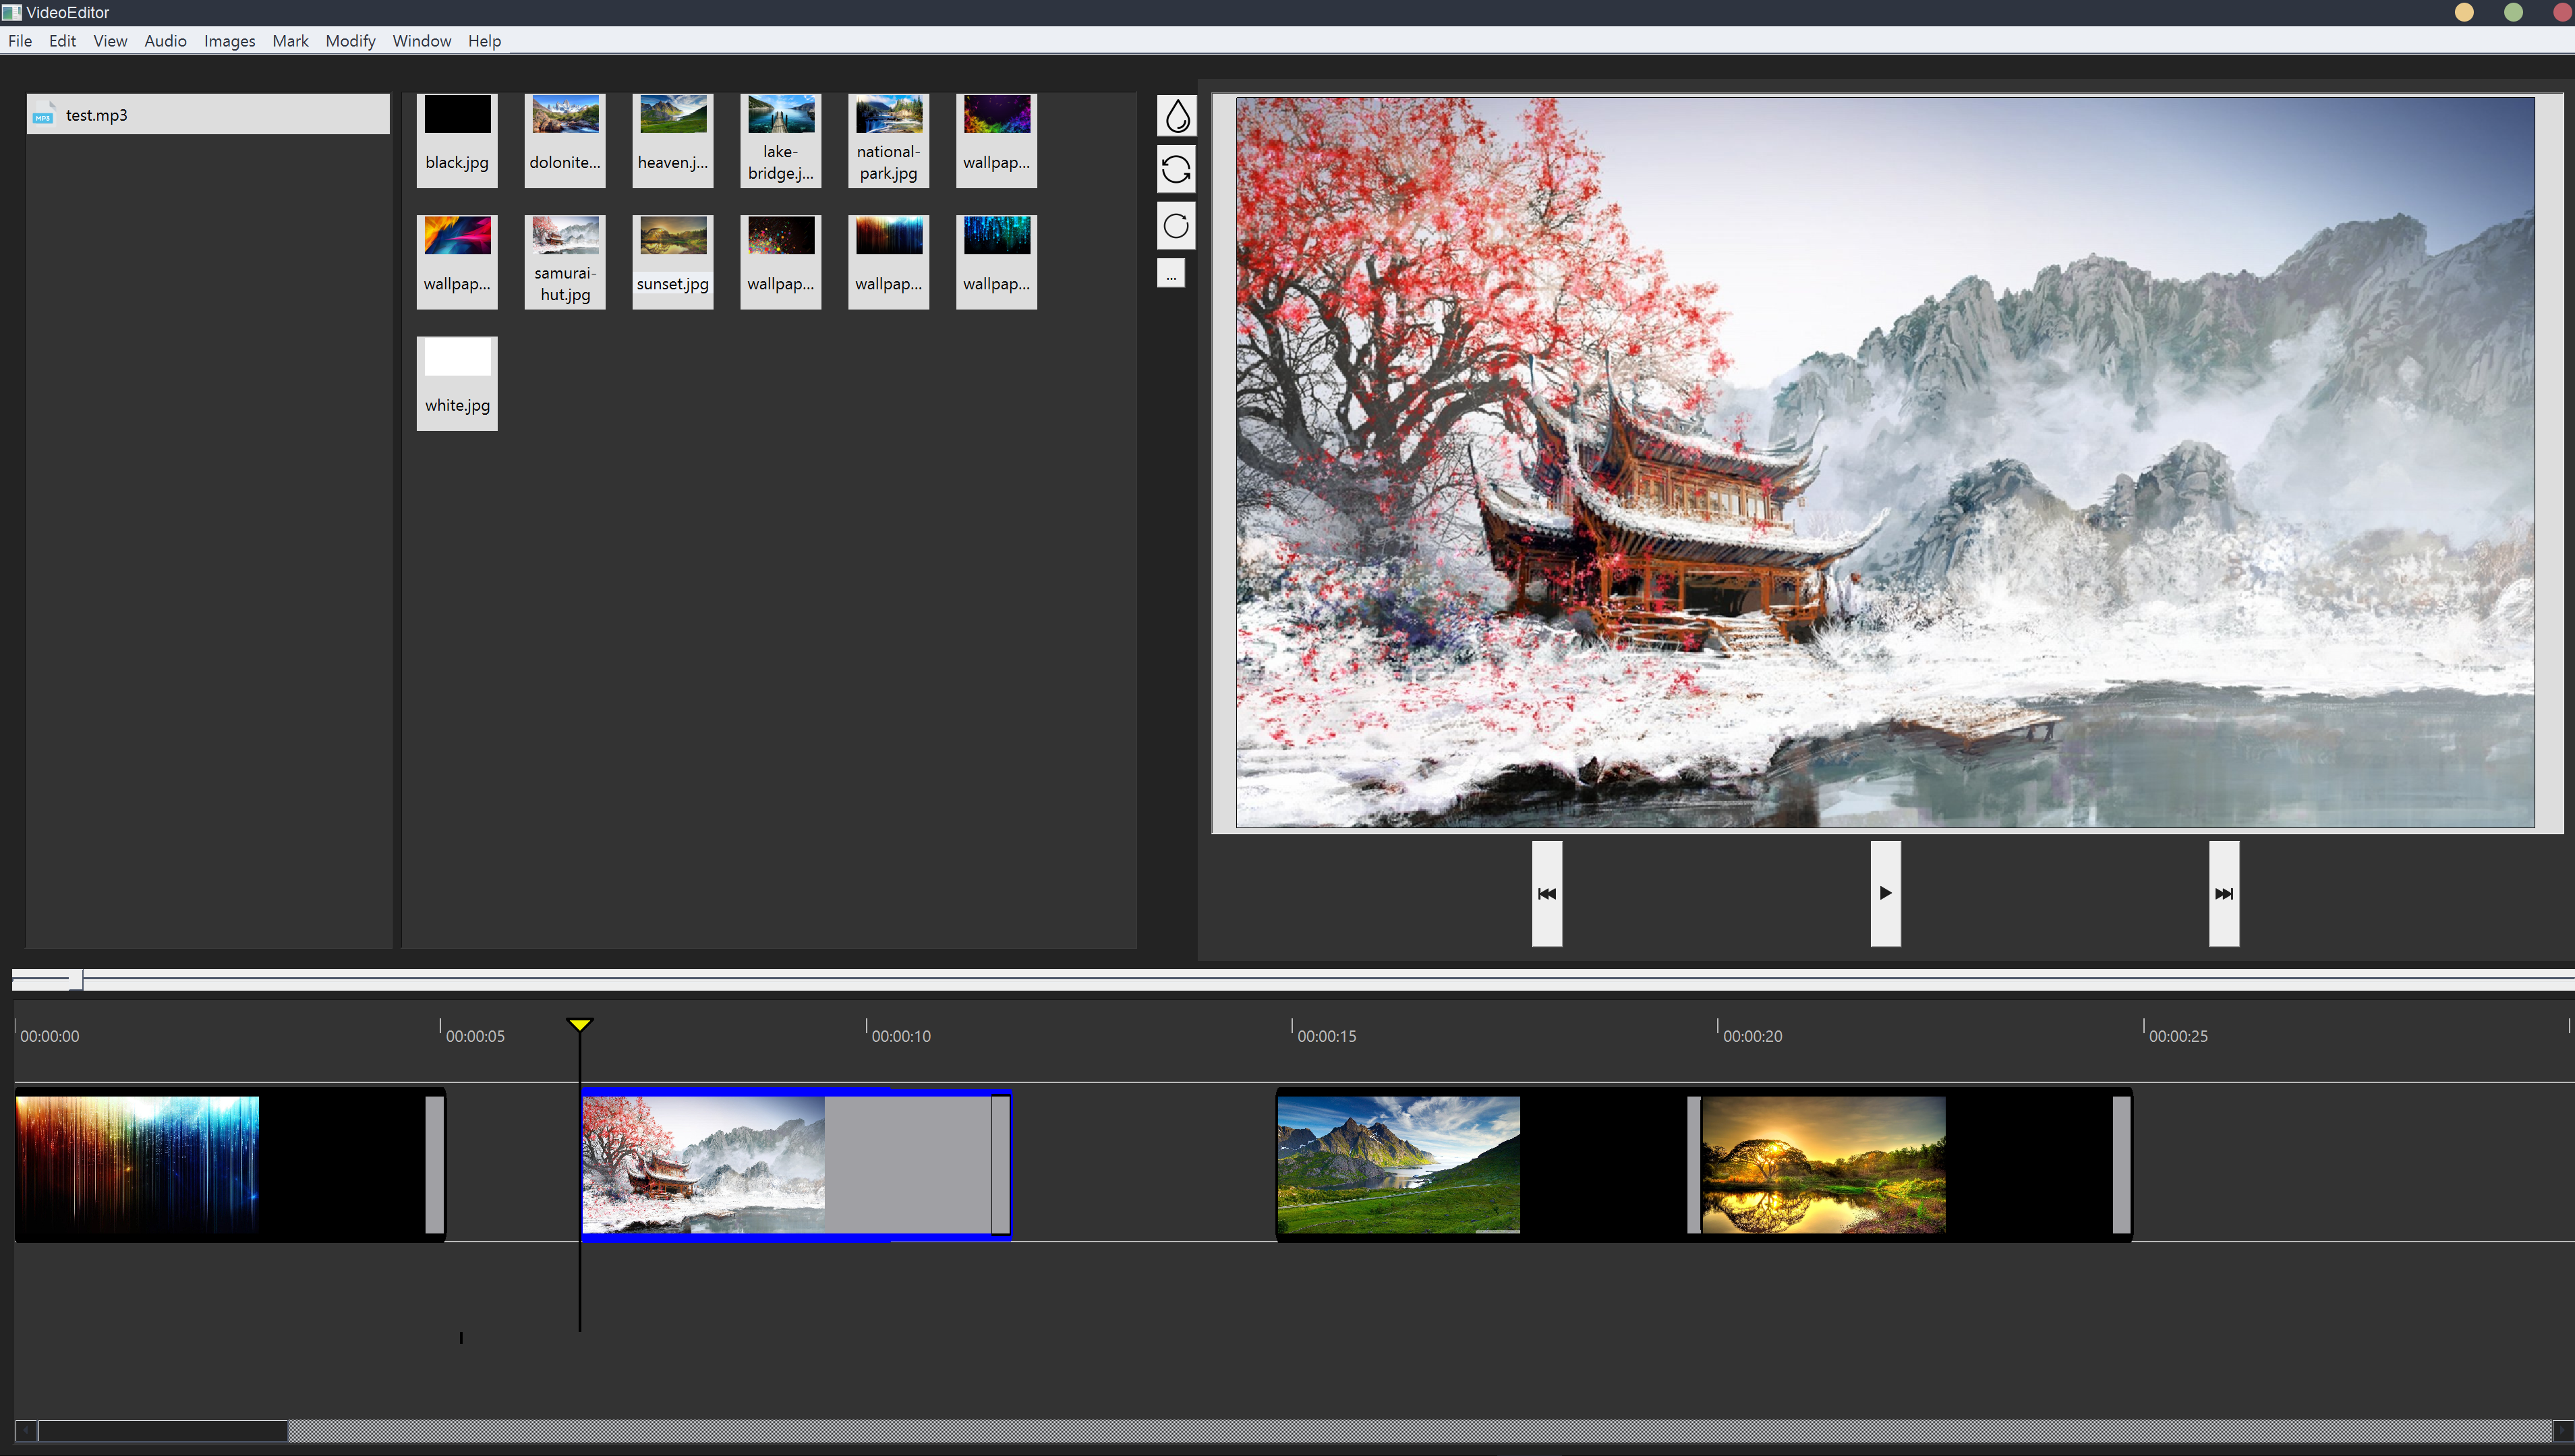 VideoEditor
File Edit View Audio Images Mark Modify Window Help
MP3 test.mp3
black.jpg dolonite... heaven.j... lake-bridge.j... national-park.jpg wallpap...
wallpap... samurai-hut.jpg sunset.jpg wallpap... wallpap... wallpap...
...
white.jpg
00:00:00 00:00:05 00:00:10 00:00:15 00:00:20 00:00:25